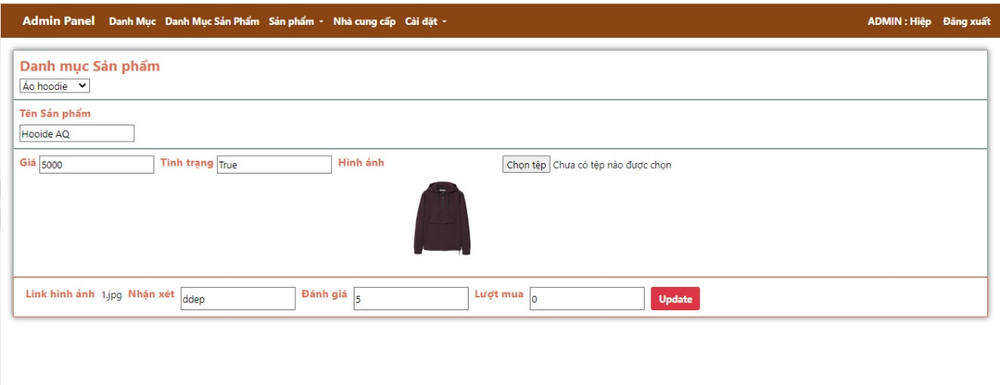 Admin Panel Danh Mục Danh Mục Sản Phẩm Sản phẩm Nhà cung cấp Cài đặt ADMIN : Hiệp Đăng xuất
Danh mục Sản phẩm
Áo hoodie
Tên Sản phẩm
Hooide AQ
Giá 5000 Tình trạng True Hình ảnh Chọn tệp Chưa có tệp nào được chọn
Link hình ảnh 1.jpg Nhận xét ddep Đánh giá 5 Lượt mua 0 Update